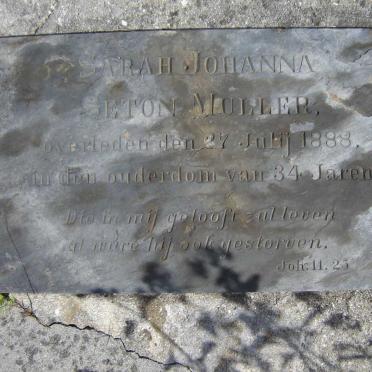 SARAH JOHANNA
SETON MULLER,
overleden den 27 Julij 1888,
in den ouderdom van 34 Jaren
Die in mij gelooft zal leven
al ware hij ook gestorven.
Joh. 11. 25